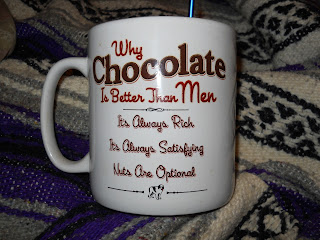 Why
Chocolate
Is Better Than Men
It's Always Rich
It's Always Satisfying
Nuts Are Optional